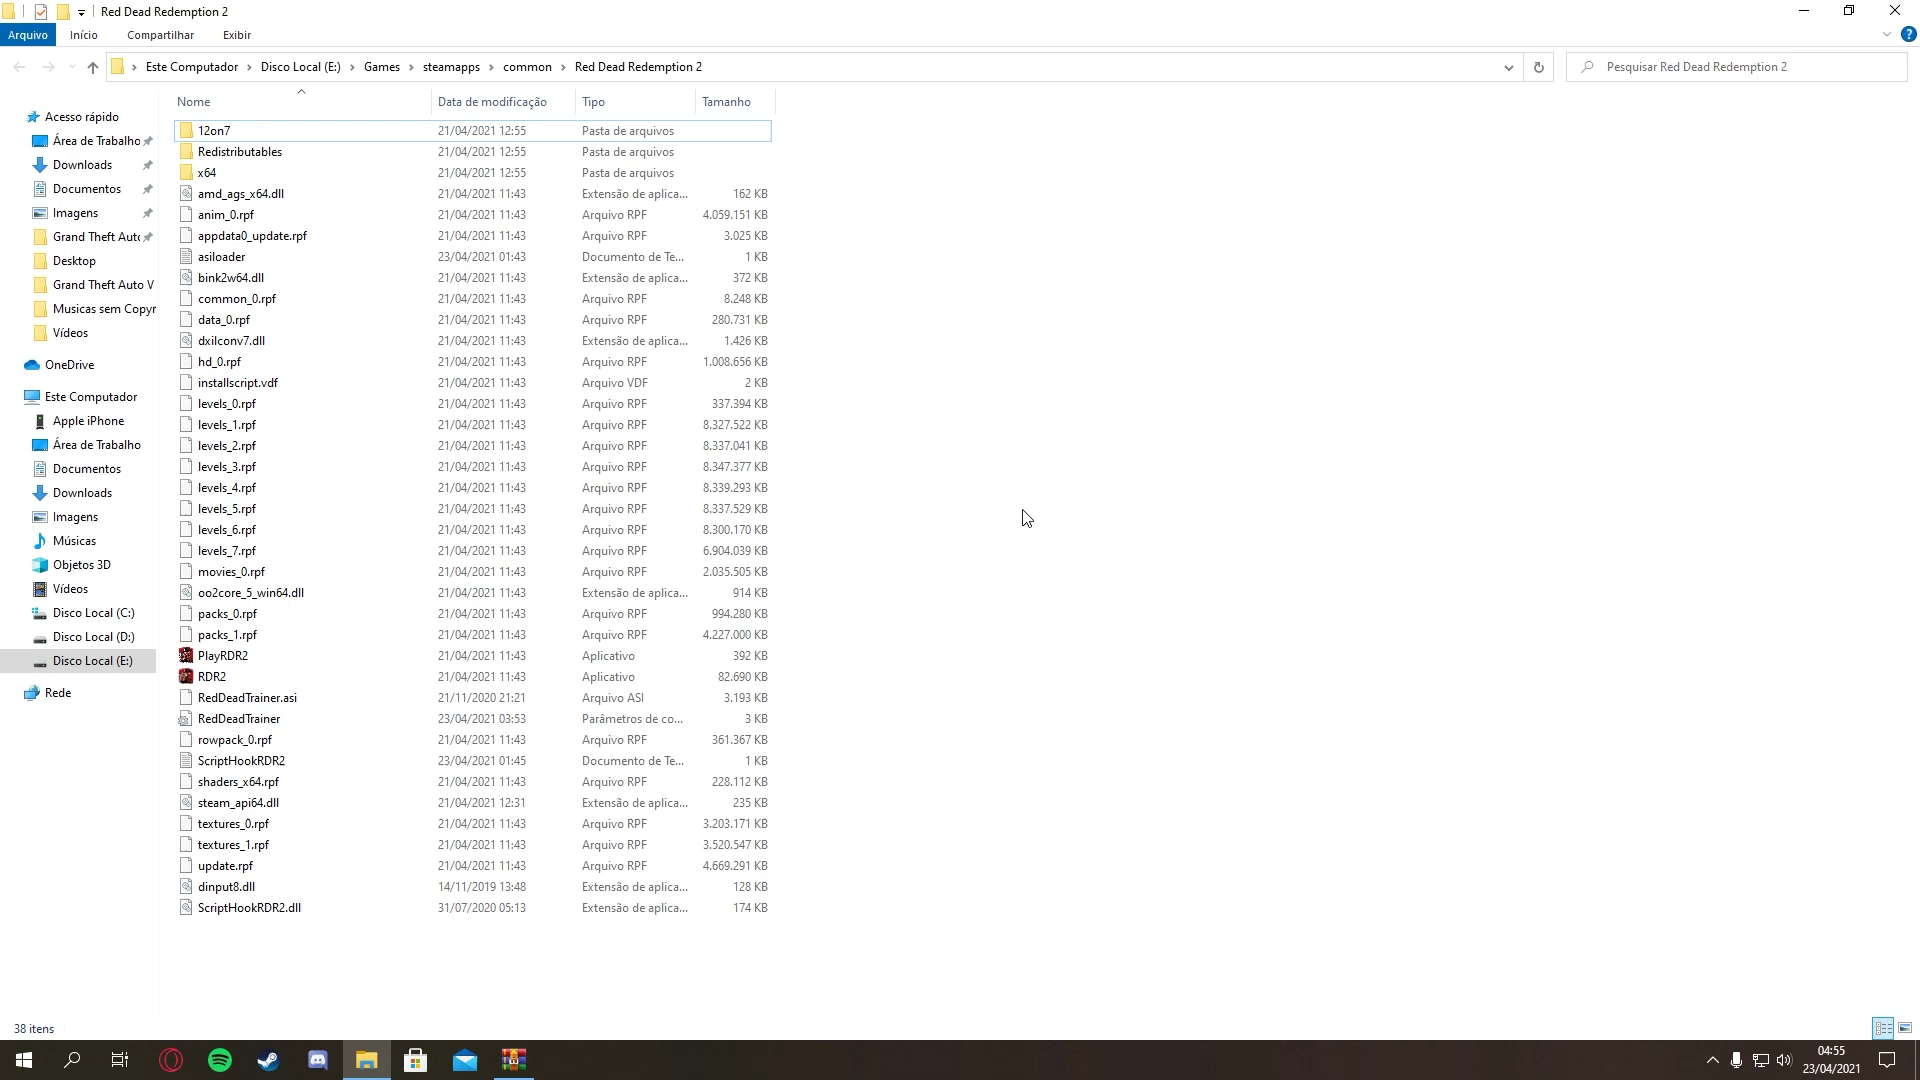 Red Dead Redemption 2
Arquivo Início Compartilhar Exibir
Este Computador Disco Local (E:) Games steamapps common Red Dead Redemption 2
Pesquisar Red Dead Redemption 2
Acesso rápido
Área de Trabalho
Downloads
Documentos
Imagens
Grand Theft Auto
Desktop
Grand Theft Auto V
Musicas sem Copyr
Vídeos
OneDrive
Este Computador
Apple iPhone
Área de Trabalho
Documentos
Downloads
Imagens
Músicas
Objetos 3D
Vídeos
Disco Local (C:)
Disco Local (D:)
Disco Local (E:)
Rede
Nome Data de modificação Tipo Tamanho
12on7 21/04/2021 12:55 Pasta de arquivos
Redistributables 21/04/2021 12:55 Pasta de arquivos
x64 21/04/2021 12:55 Pasta de arquivos
amd_ags_x64.dll 21/04/2021 11:43 Extensão de aplica... 162 KB
anim_0.rpf 21/04/2021 11:43 Arquivo RPF 4.059.151 KB
appdata0_update.rpf 21/04/2021 11:43 Arquivo RPF 3.025 KB
asiloader 23/04/2021 01:43 Documento de Te... 1 KB
bink2w64.dll 21/04/2021 11:43 Extensão de aplica... 372 KB
common_0.rpf 21/04/2021 11:43 Arquivo RPF 8.248 KB
data_0.rpf 21/04/2021 11:43 Arquivo RPF 280.731 KB
dxilconv7.dll 21/04/2021 11:43 Extensão de aplica... 1.426 KB
hd_0.rpf 21/04/2021 11:43 Arquivo RPF 1.008.656 KB
installscript.vdf 21/04/2021 11:43 Arquivo VDF 2 KB
levels_0.rpf 21/04/2021 11:43 Arquivo RPF 337.394 KB
levels_1.rpf 21/04/2021 11:43 Arquivo RPF 8.327.522 KB
levels_2.rpf 21/04/2021 11:43 Arquivo RPF 8.337.041 KB
levels_3.rpf 21/04/2021 11:43 Arquivo RPF 8.347.377 KB
levels_4.rpf 21/04/2021 11:43 Arquivo RPF 8.339.293 KB
levels_5.rpf 21/04/2021 11:43 Arquivo RPF 8.337.529 KB
levels_6.rpf 21/04/2021 11:43 Arquivo RPF 8.300.170 KB
levels_7.rpf 21/04/2021 11:43 Arquivo RPF 6.904.039 KB
movies_0.rpf 21/04/2021 11:43 Arquivo RPF 2.035.505 KB
oo2core_5_win64.dll 21/04/2021 11:43 Extensão de aplica... 914 KB
packs_0.rpf 21/04/2021 11:43 Arquivo RPF 994.280 KB
packs_1.rpf 21/04/2021 11:43 Arquivo RPF 4.227.000 KB
PlayRDR2 21/04/2021 11:43 Aplicativo 392 KB
RDR2 21/04/2021 11:43 Aplicativo 82.690 KB
RedDeadTrainer.asi 21/11/2020 21:21 Arquivo ASI 3.193 KB
RedDeadTrainer 23/04/2021 03:53 Parâmetros de co... 3 KB
rowpack_0.rpf 21/04/2021 11:43 Arquivo RPF 361.367 KB
ScriptHookRDR2 23/04/2021 01:45 Documento de Te... 1 KB
shaders_x64.rpf 21/04/2021 11:43 Arquivo RPF 228.112 KB
steam_api64.dll 21/04/2021 12:31 Extensão de aplica... 235 KB
textures_0.rpf 21/04/2021 11:43 Arquivo RPF 3.203.171 KB
textures_1.rpf 21/04/2021 11:43 Arquivo RPF 3.520.547 KB
update.rpf 21/04/2021 11:43 Arquivo RPF 4.669.291 KB
dinput8.dll 14/11/2019 13:48 Extensão de aplica... 128 KB
ScriptHookRDR2.dll 31/07/2020 05:13 Extensão de aplica... 174 KB
38 itens
04:55
23/04/2021